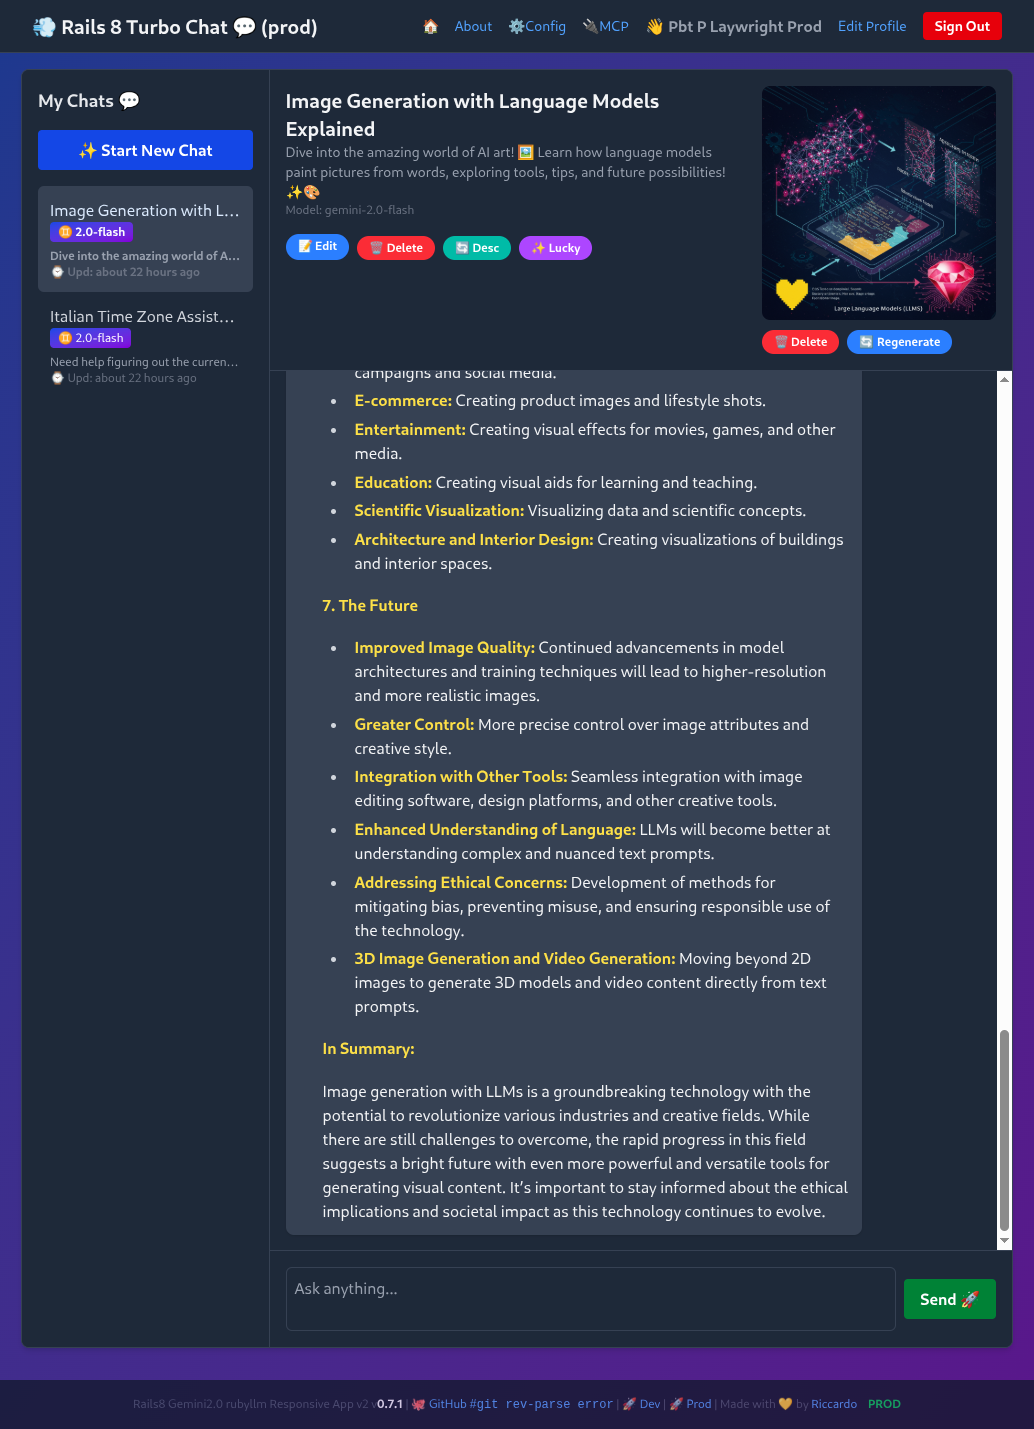 💨 Rails 8 Turbo Chat 💬 (prod)
🏠 About ⚙️Config 🔌MCP 👋 Pbt P Laywright Prod Edit Profile Sign Out
My Chats 💬
✨ Start New Chat
Image Generation with L...
♊ 2.0-flash
Dive into the amazing world of A...
⌚ Upd: about 22 hours ago
Italian Time Zone Assist...
♊ 2.0-flash
Need help figuring out the curren...
⌚ Upd: about 22 hours ago
Image Generation with Language Models
Explained
Dive into the amazing world of AI art! 🖼️ Learn how language models
paint pictures from words, exploring tools, tips, and future possibilities!
✨🎨
Model: gemini-2.0-flash
📝 Edit 🗑️ Delete 🔄 Desc ✨ Lucky
Large Language Models (LLMS)
🗑️ Delete 🔄 Regenerate
campaigns and social media.
• E-commerce: Creating product images and lifestyle shots.
• Entertainment: Creating visual effects for movies, games, and other
media.
• Education: Creating visual aids for learning and teaching.
• Scientific Visualization: Visualizing data and scientific concepts.
• Architecture and Interior Design: Creating visualizations of buildings
and interior spaces.
7. The Future
• Improved Image Quality: Continued advancements in model
architectures and training techniques will lead to higher-resolution
and more realistic images.
• Greater Control: More precise control over image attributes and
creative style.
• Integration with Other Tools: Seamless integration with image
editing software, design platforms, and other creative tools.
• Enhanced Understanding of Language: LLMs will become better at
understanding complex and nuanced text prompts.
• Addressing Ethical Concerns: Development of methods for
mitigating bias, preventing misuse, and ensuring responsible use of
the technology.
• 3D Image Generation and Video Generation: Moving beyond 2D
images to generate 3D models and video content directly from text
prompts.
In Summary:
Image generation with LLMs is a groundbreaking technology with the
potential to revolutionize various industries and creative fields. While
there are still challenges to overcome, the rapid progress in this field
suggests a bright future with even more powerful and versatile tools for
generating visual content. It's important to stay informed about the ethical
implications and societal impact as this technology continues to evolve.
Ask anything...
Send 🚀
Rails8 Gemini2.0 rubyllm Responsive App v2 v0.7.1 | 🐙 GitHub #git rev-parse error | 🚀 Dev | 🚀 Prod | Made with 💛 by Riccardo PROD